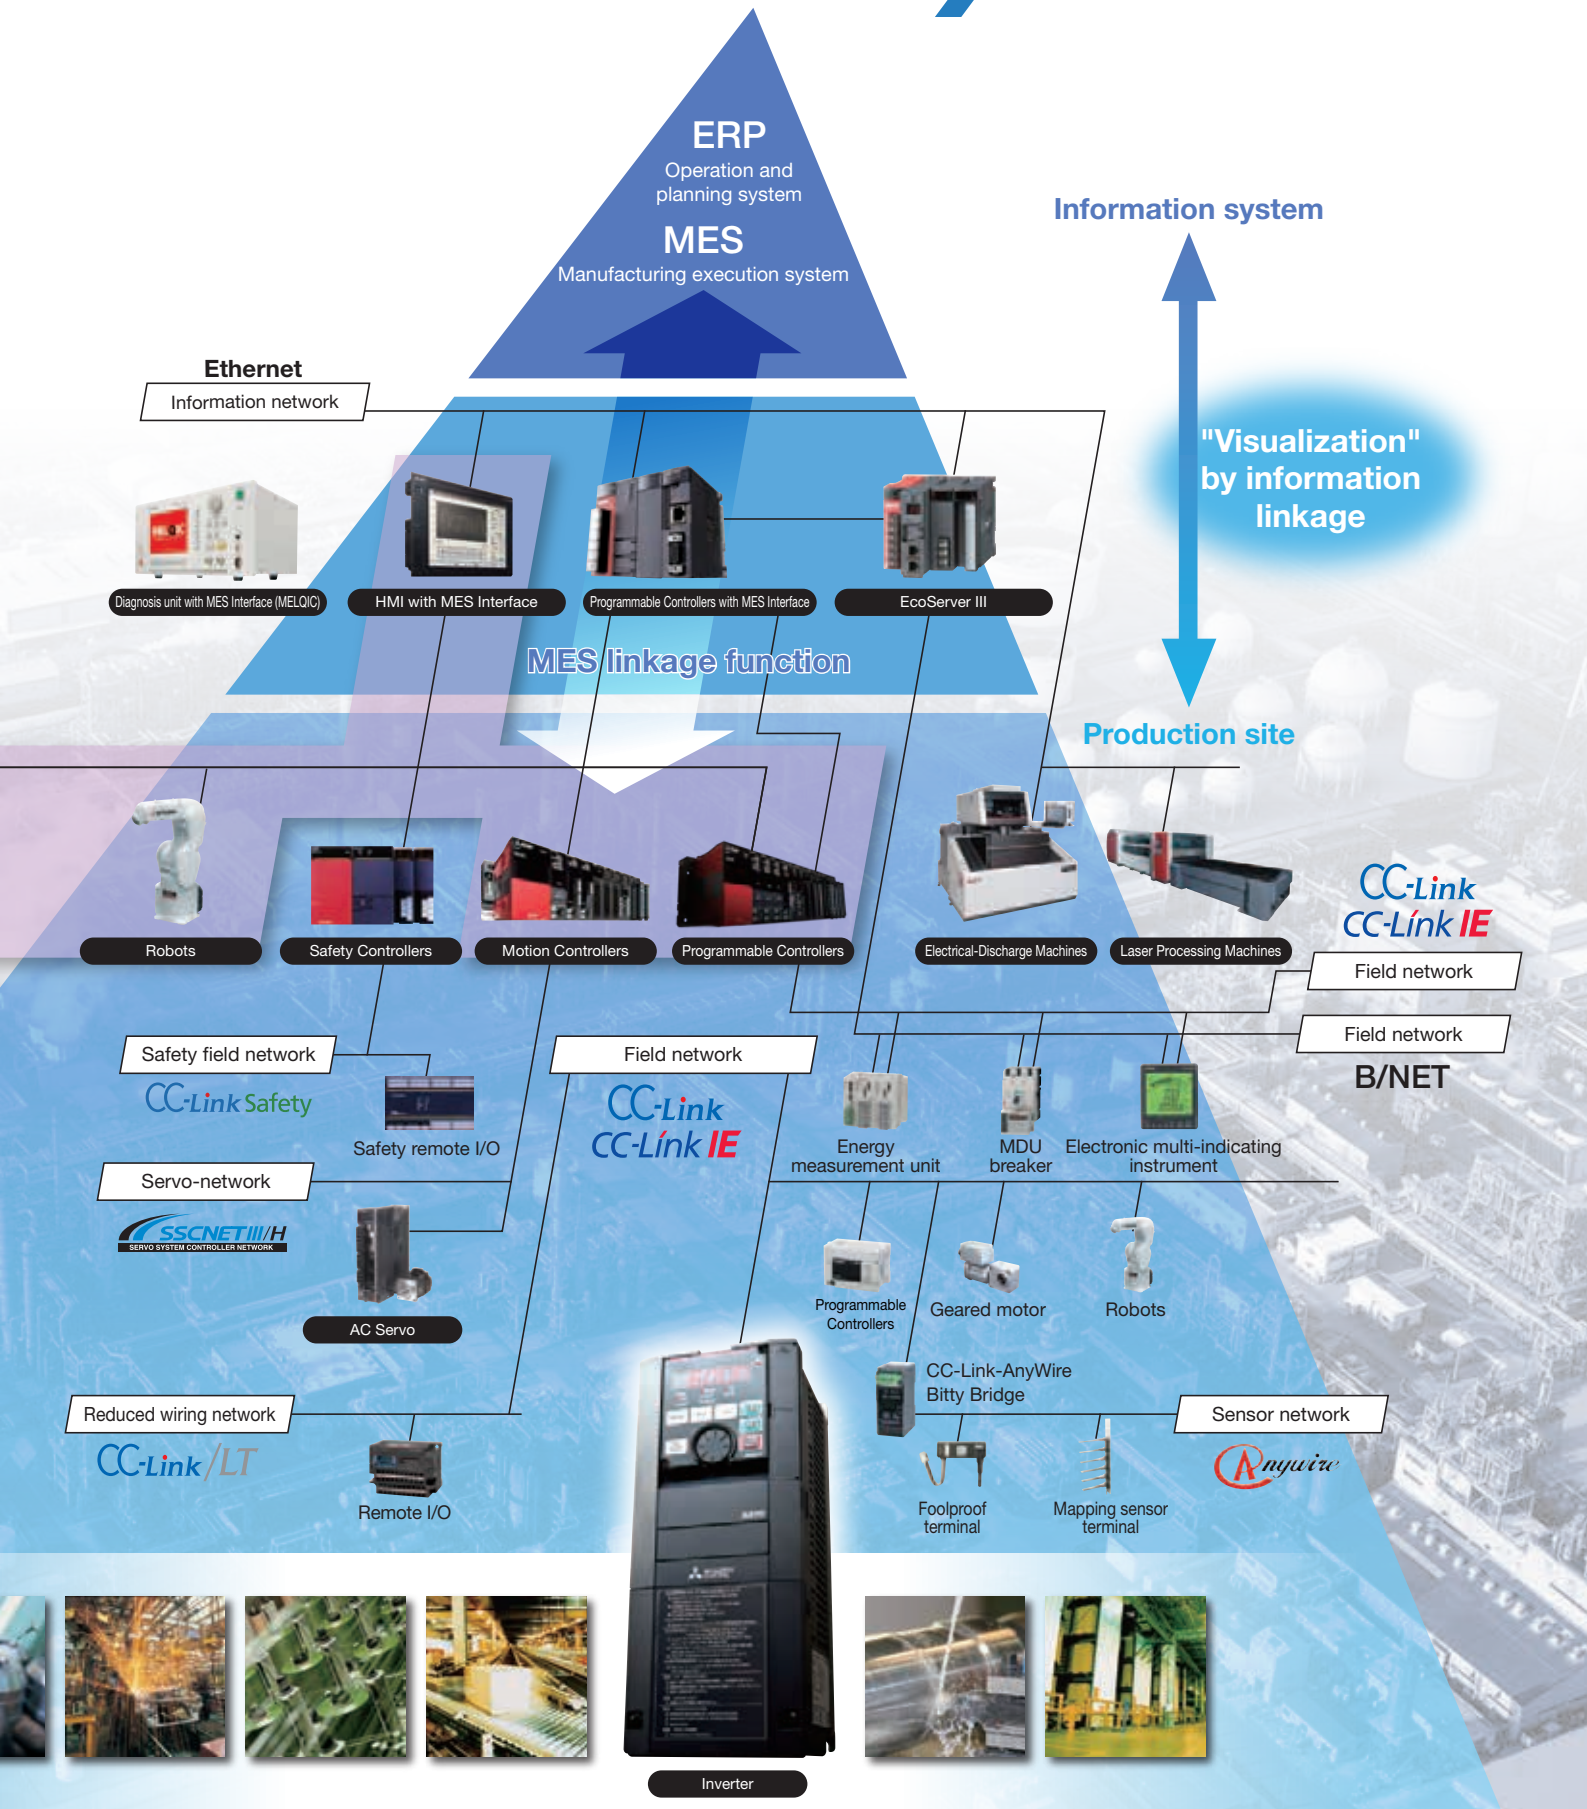 ERP
Operation and
planning system
MES
Manufacturing execution system
Information system
Ethernet
Information network
"Visualization"
by information
linkage
Diagnosis unit with MES Interface (MELQIC)
HMI with MES Interface
Programmable Controllers with MES Interface
EcoServer III
MES linkage function
Production site
Robots
Safety Controllers
Motion Controllers
Programmable Controllers
Electrical-Discharge Machines
Laser Processing Machines
CC-Link
CC-Link IE
Field network
Field network
B/NET
Safety field network
CC-Link Safety
Safety remote I/O
Field network
CC-Link
CC-Link IE
Energy
measurement unit
MDU
breaker
Electronic multi-indicating
instrument
Servo-network
SSCNETIII/H
SERVO SYSTEM CONTROLLER NETWORK
AC Servo
Programmable
Controllers
Geared motor
Robots
CC-Link-AnyWire
Bitty Bridge
Reduced wiring network
CC-Link/LT
Remote I/O
Sensor network
Anywire
Foolproof
terminal
Mapping sensor
terminal
Inverter